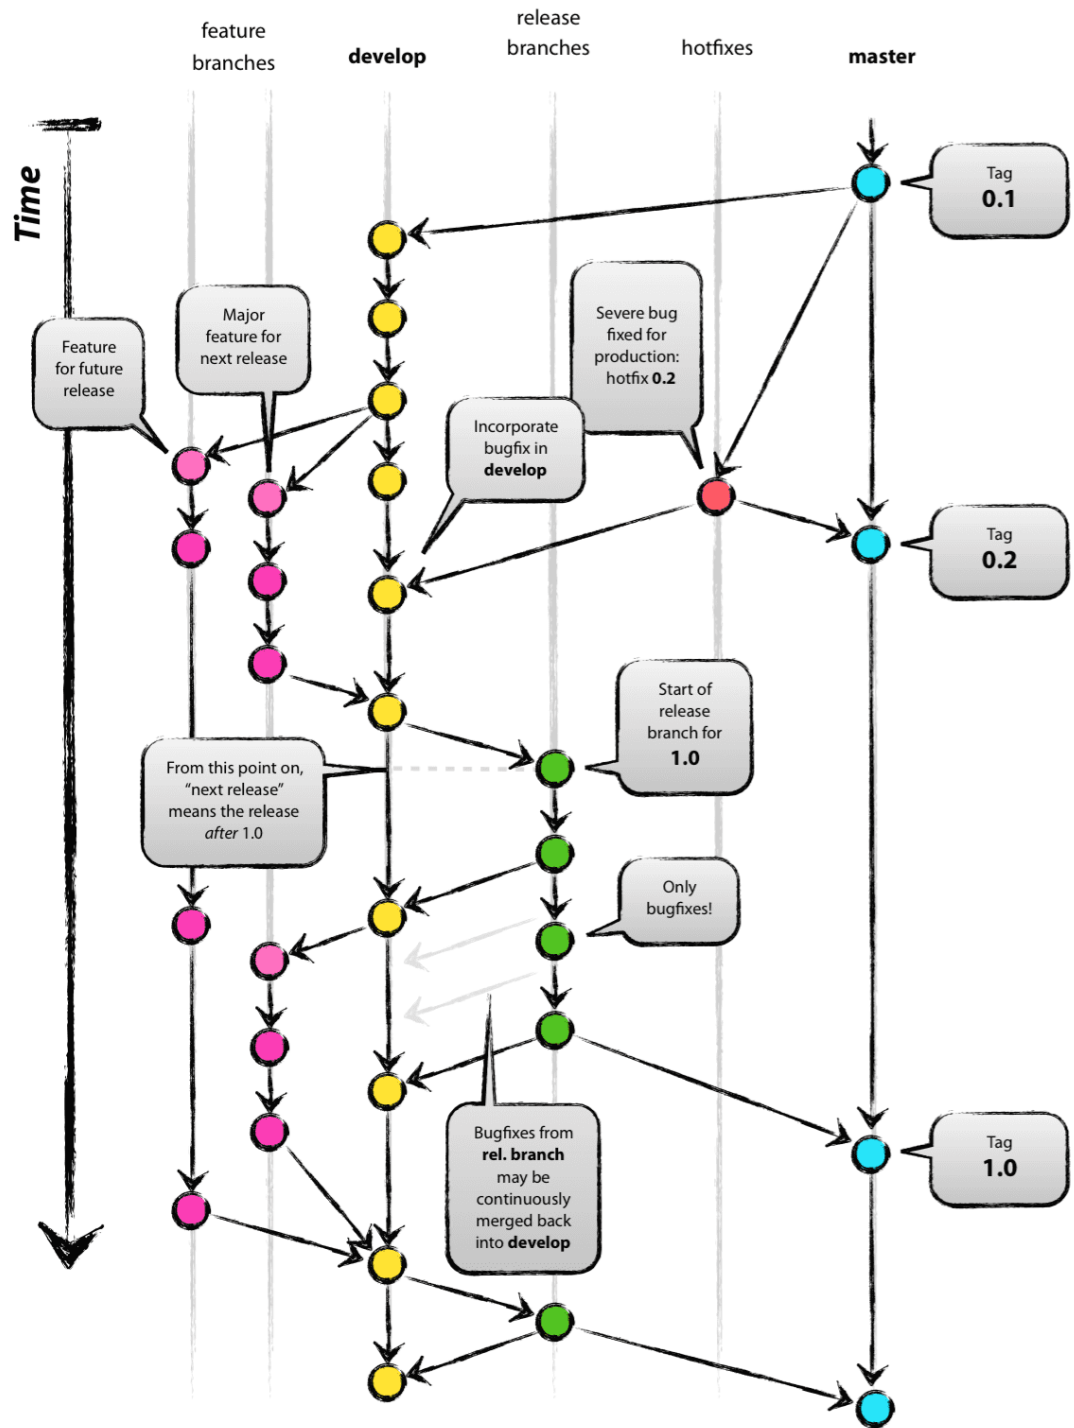 feature
branches
develop
release
branches
hotfixes
master
Time
Tag
0.1
Major
feature for
next release
Feature
for future
release
Severe bug
fixed for
production:
hotfix 0.2
Incorporate
bugfix in
develop
Tag
0.2
Start of
release
branch for
1.0
From this point on,
“next release”
means the release
after 1.0
Only
bugfixes!
Bugfixes from
rel. branch
may be
continuously
merged back
into develop
Tag
1.0